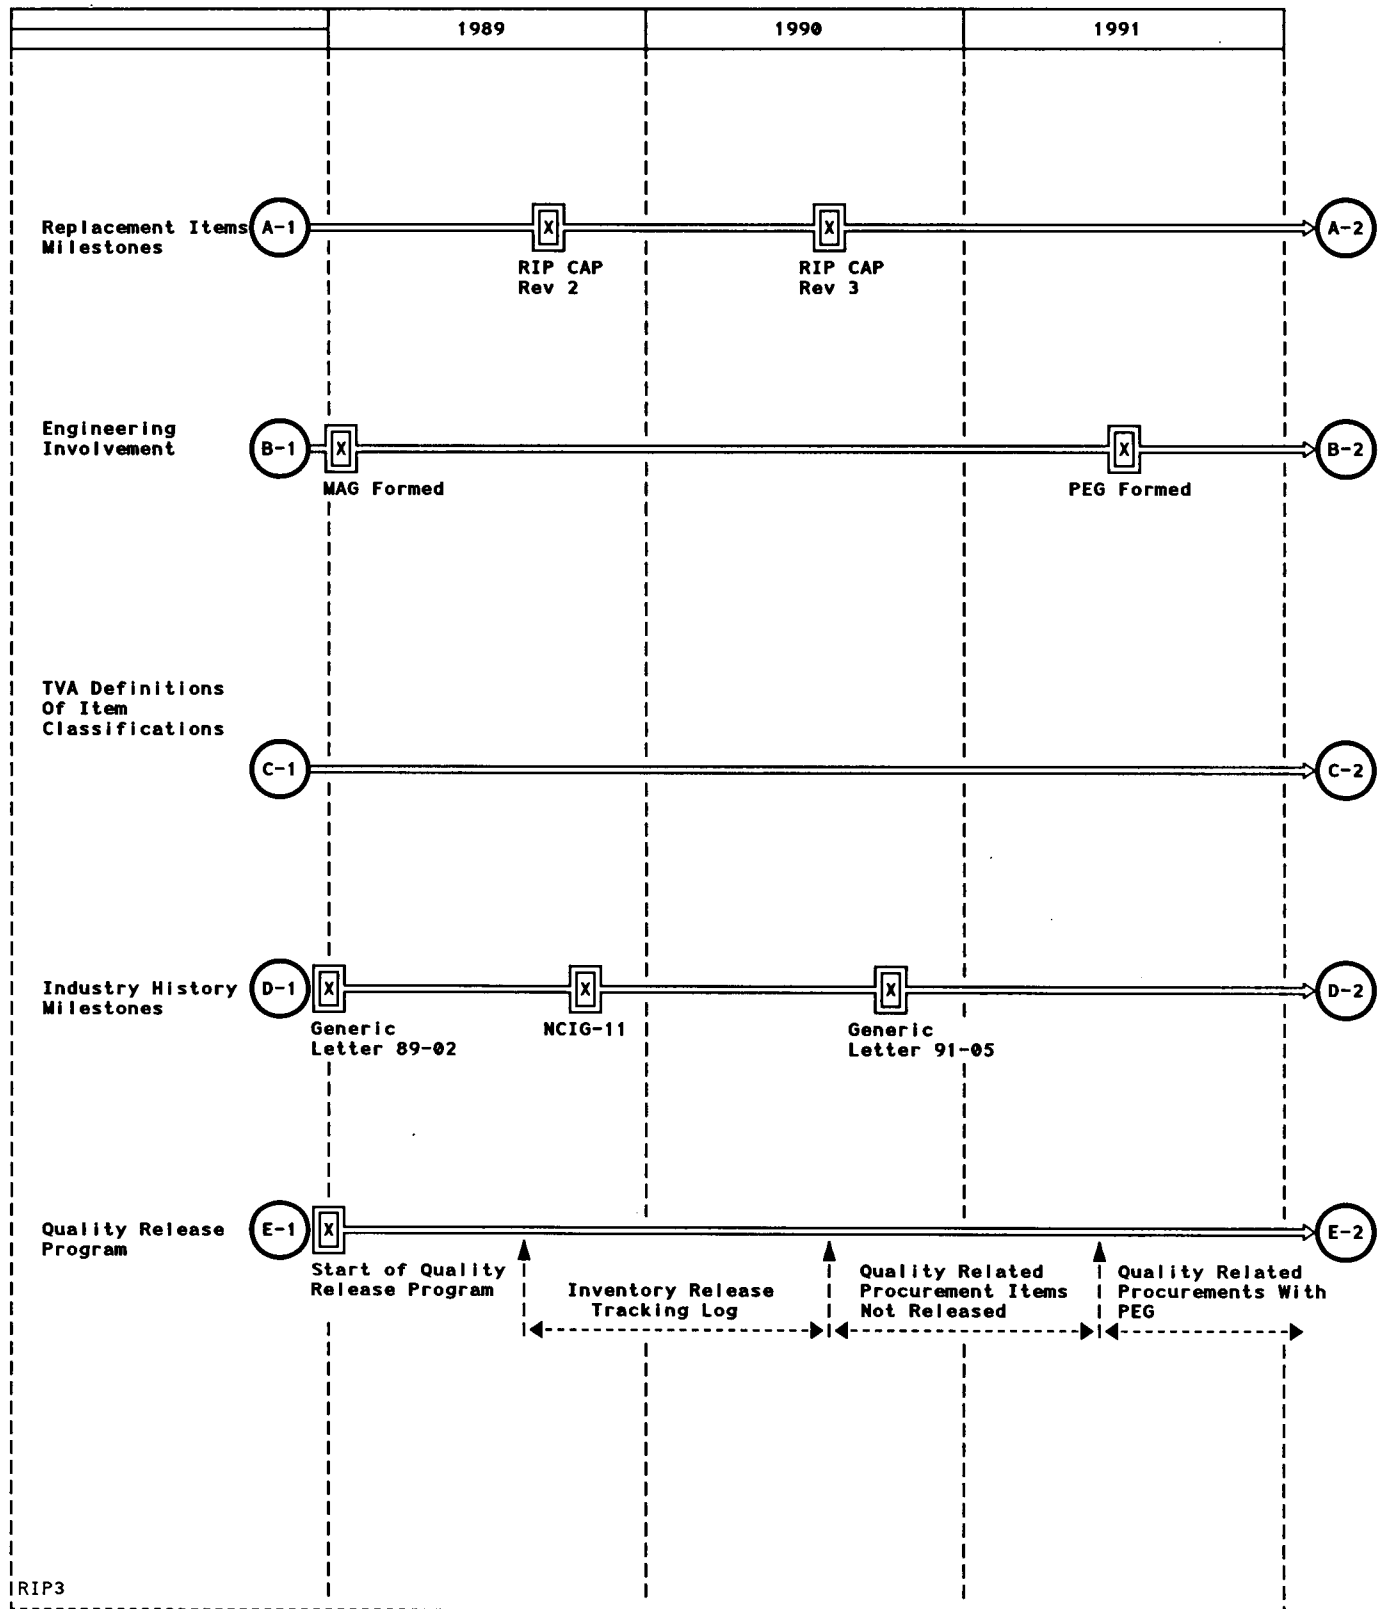 1989 1990 1991
Replacement Items
Milestones
A-1
X
X
A-2
RIP CAP
Rev 2
RIP CAP
Rev 3
Engineering
Involvement
B-1
X
X
B-2
MAG Formed
PEG Formed
TVA Definitions
Of Item
Classifications
C-1
C-2
Industry History
Milestones
D-1
X
X
X
D-2
Generic
Letter 89-02
NCIG-11
Generic
Letter 91-05
Quality Release
Program
E-1
X
E-2
Start of Quality
Release Program
Inventory Release
Tracking Log
Quality Related
Procurement Items
Not Released
Quality Related
Procurements With
PEG
RIP3